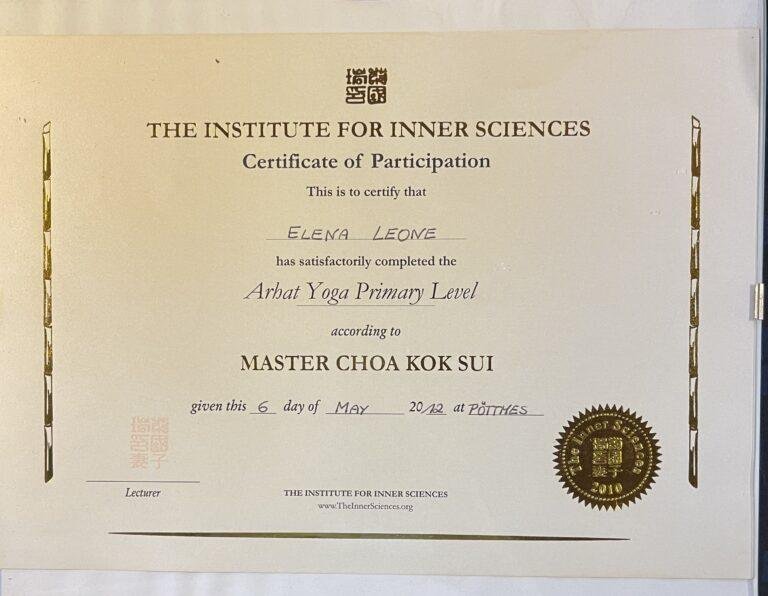 THE INSTITUTE FOR INNER SCIENCES
Certificate of Participation
This is to certify that
ELENA LEONE
has satisfactorily completed the
Arhat Yoga Primary Level
according to
MASTER CHOA KOK SUI
given this 6 day of MAY 2012 at PÖTTHES
Lecturer
THE INSTITUTE FOR INNER SCIENCES
www.TheInnerSciences.org
The Inner Sciences
2010